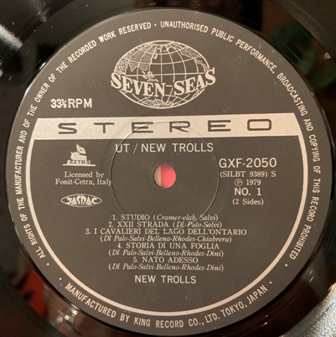 ALL RIGHTS OF THE MANUFACTURER AND OF THE OWNER OF THE RECORDED WORK RESERVED · UNAUTHORISED PUBLIC PERFORMANCE, BROADCASTING AND COPYING OF THIS RECORD PROHIBITED
SEVEN SEAS
33⅓RPM
STEREO
UT / NEW TROLLS
Licensed by
Fonit-Cetra, Italy
JASRAC
GXF-2050
(SILBT 9389) S
Ⓟ 1979
NO. 1
(2 Sides)
1. STUDIO (Cramer-elab, Salvi)
2. XXII STRADA (Di Palo-Salvi)
3. I CAVALIERI DEL LAGO DELL'ONTARIO
(Di Palo-Salvi-Belleno-Rhodes-Chiabrera)
4. STORIA DI UNA FOGLIA
(Di Palo-Salvi-Belleno-Rhodes-Dini)
5. NATO ADESSO
(Di Palo-Salvi-Belleno-Rhodes-Dini)
NEW TROLLS
MANUFACTURED BY KING RECORD CO., LTD. TOKYO, JAPAN